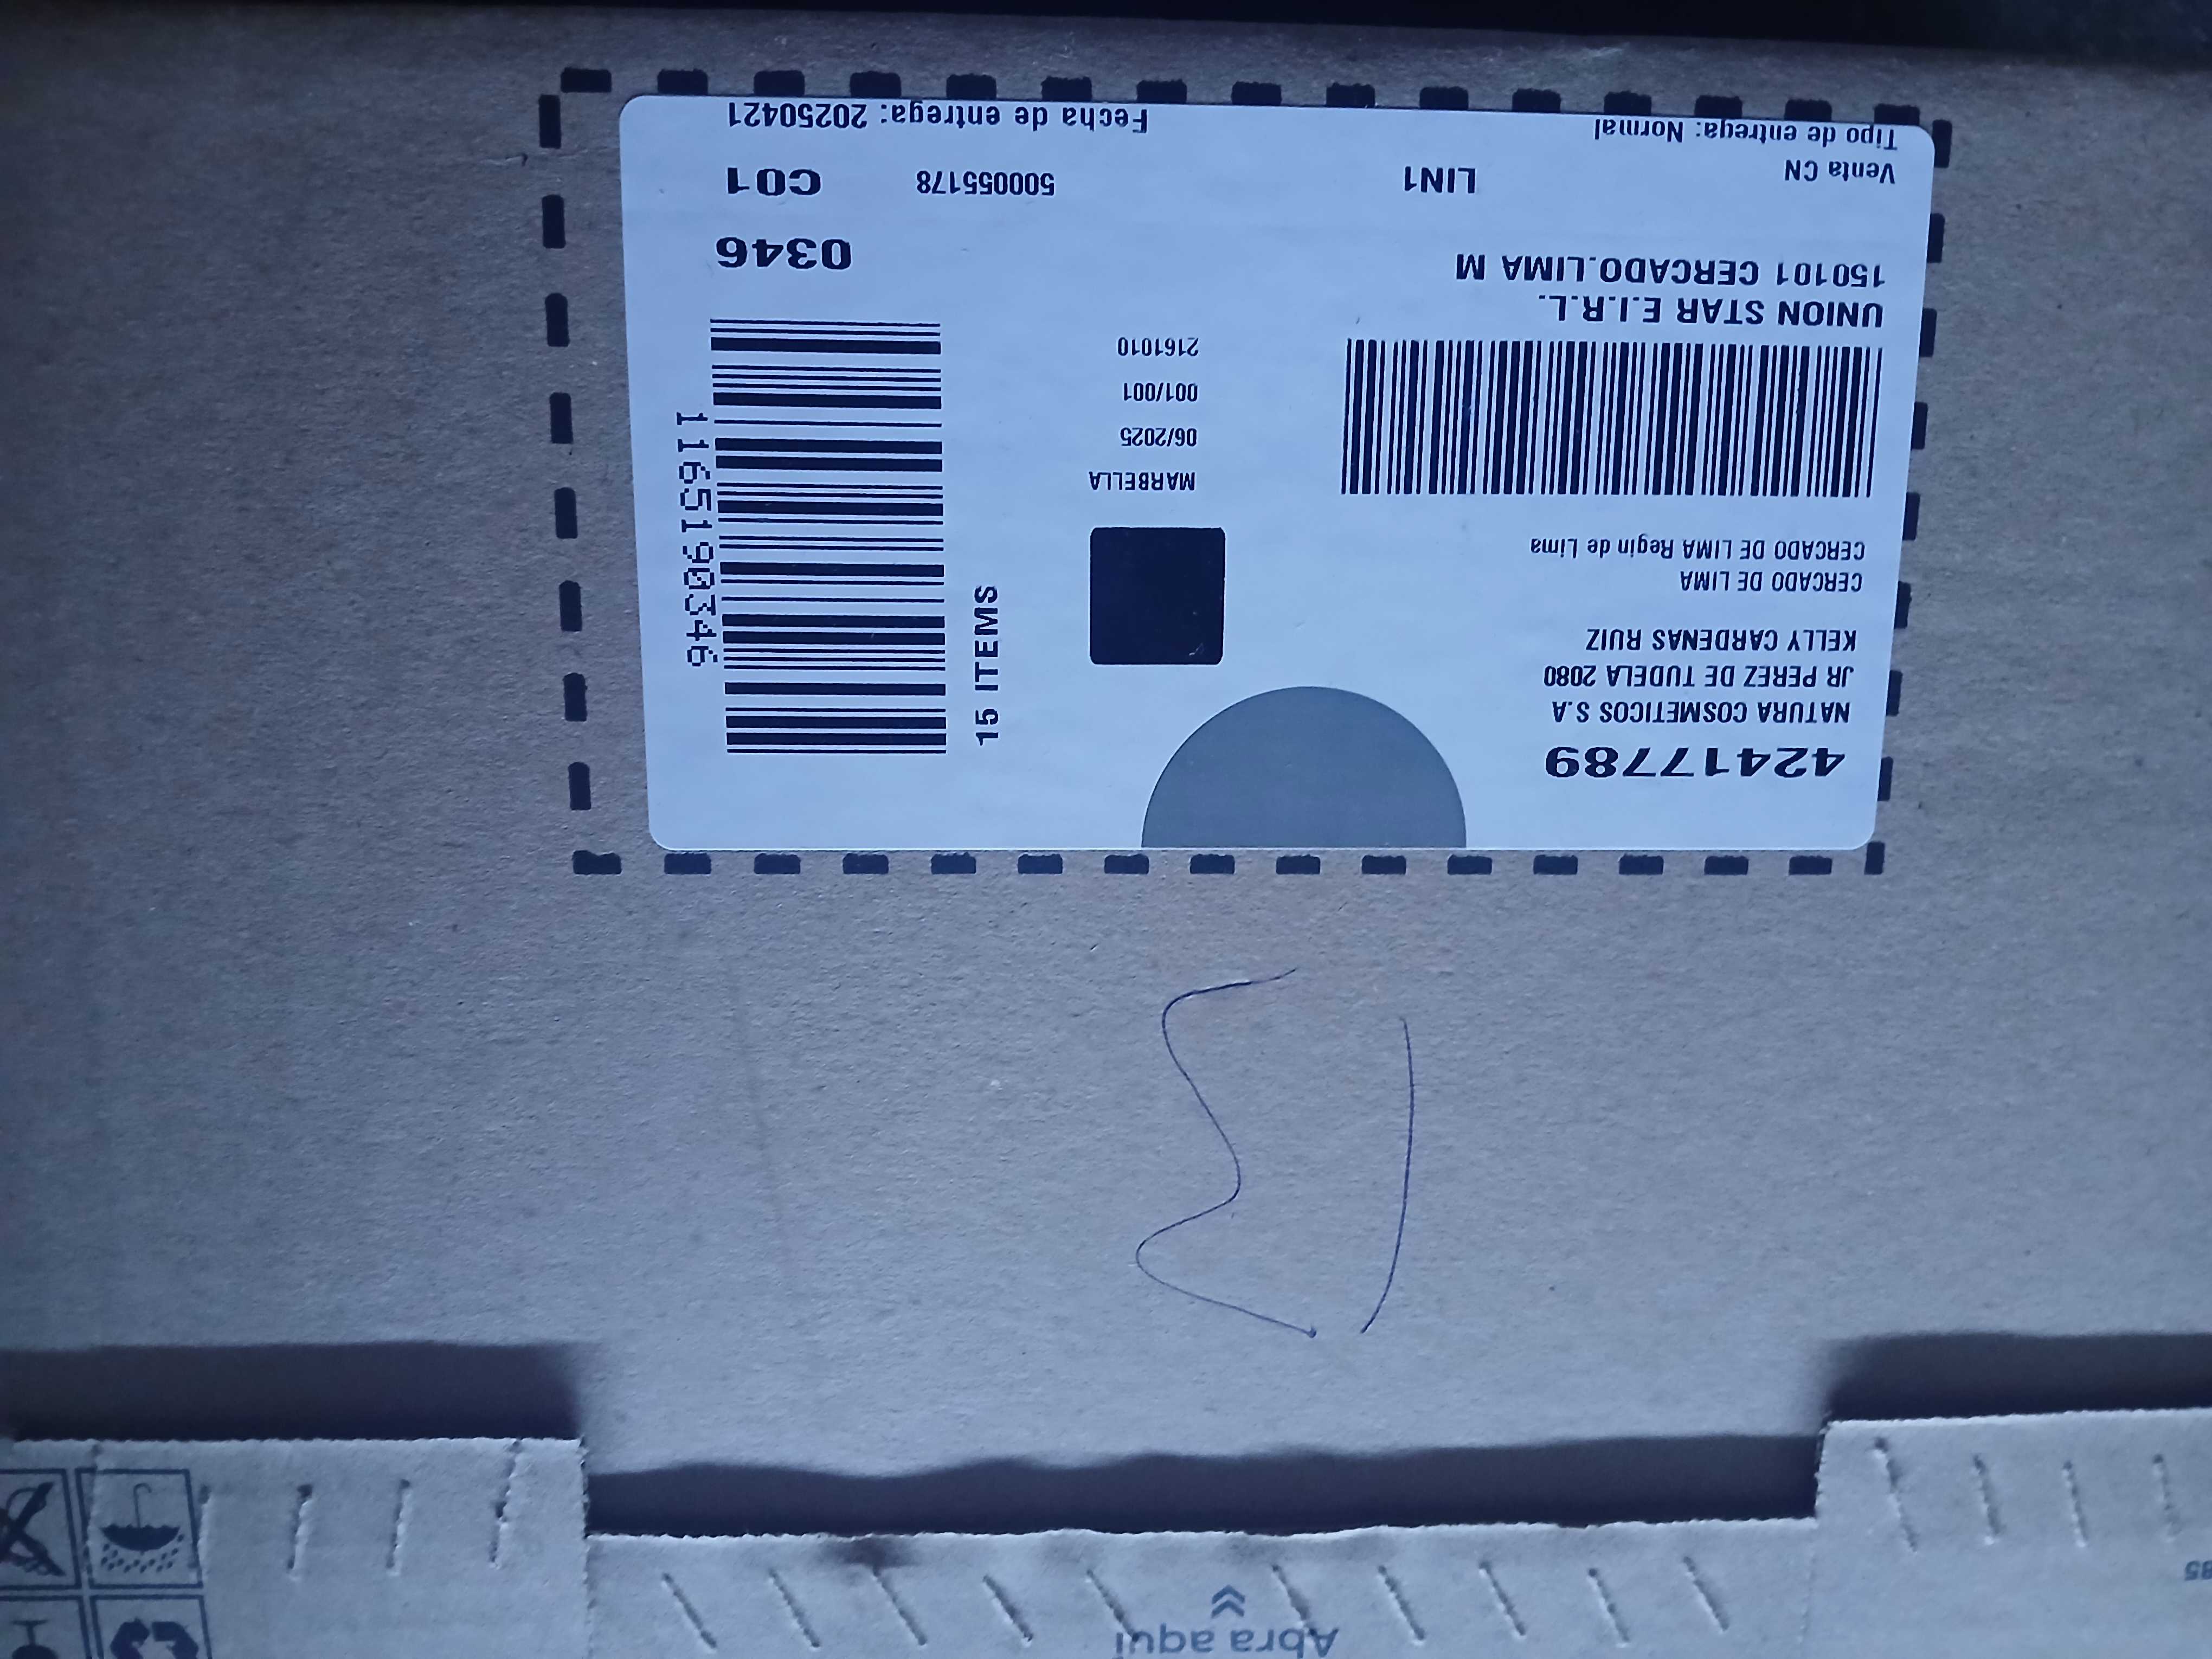 42417789
NATURA COSMETICOS S.A
JR PEREZ DE TUDELA 2080
KELLY CARDENAS RUIZ
CERCADO DE LIMA
CERCADO DE LIMA Regin de Lima
UNION STAR E.I.R.L.
150101 CERCADO.LIMA M
Venta CN
LIN1
Tipo de entrega: Normal
MARBELLA
06/2025
001/001
2161010
15 ITEMS
1165190346
0346
500055178
C01
Fecha de entrega: 20250421
Abra aqui